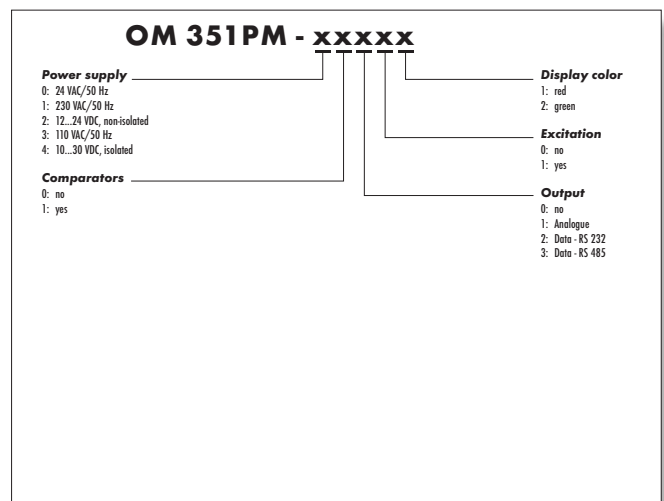 OM 351PM - xxxxx
Power supply
0: 24 VAC/50 Hz
1: 230 VAC/50 Hz
2: 12...24 VDC, non-isolated
3: 110 VAC/50 Hz
4: 10...30 VDC, isolated
Comparators
0: no
1: yes
Display color
1: red
2: green
Excitation
0: no
1: yes
Output
0: no
1: Analogue
2: Data - RS 232
3: Data - RS 485